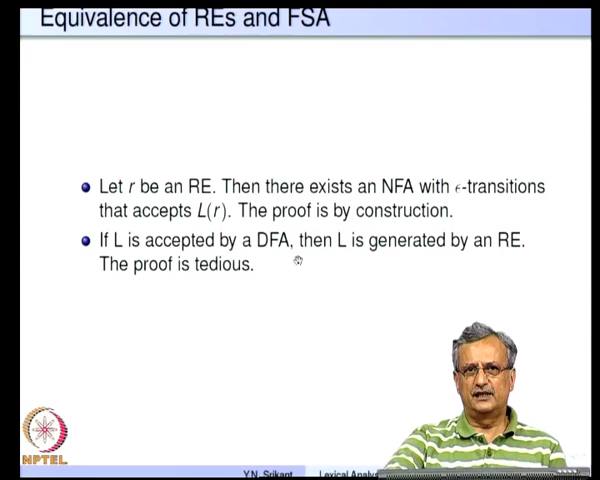 Equivalence of REs and FSA
Let r be an RE. Then there exists an NFA with ϵ-transitions
that accepts L(r). The proof is by construction.
If L is accepted by a DFA, then L is generated by an RE.
The proof is tedious.
NPTEL
Y.N. Srikant Lexical Analys